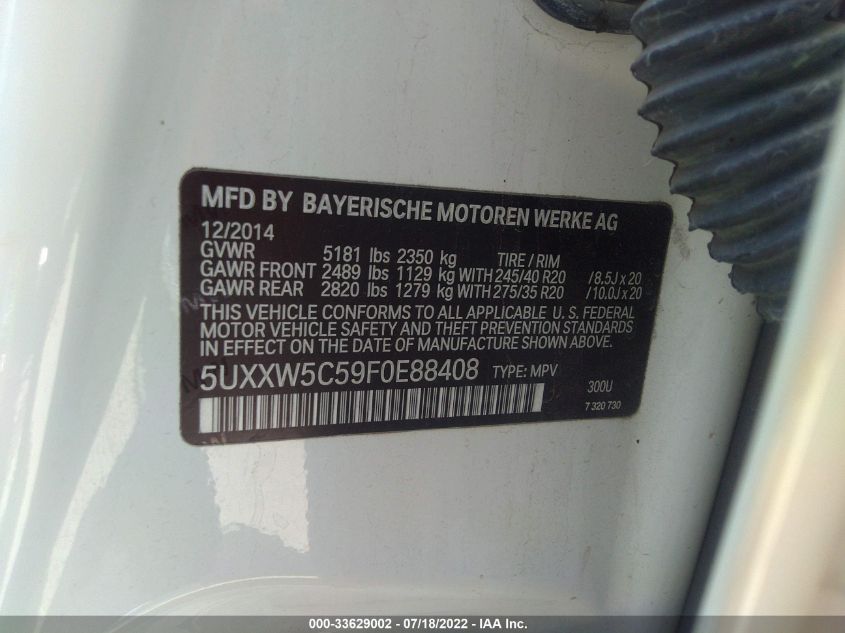 MFD BY BAYERISCHE MOTOREN WERKE AG
12/2014
GVWR 5181 lbs 2350 kg TIRE / RIM
GAWR FRONT 2489 lbs 1129 kg WITH 245/40 R20 /8.5J x 20
GAWR REAR 2820 lbs 1279 kg WITH 275/35 R20 /10.0J x 20
THIS VEHICLE CONFORMS TO ALL APPLICABLE U. S. FEDERAL
MOTOR VEHICLE SAFETY AND THEFT PREVENTION STANDARDS
IN EFFECT ON THE DATE OF MANUFACTURE SHOWN ABOVE.
5UXXW5C59F0E88408 TYPE: MPV
300U
7 320 730
000-33629002 - 07/18/2022 - IAA Inc.